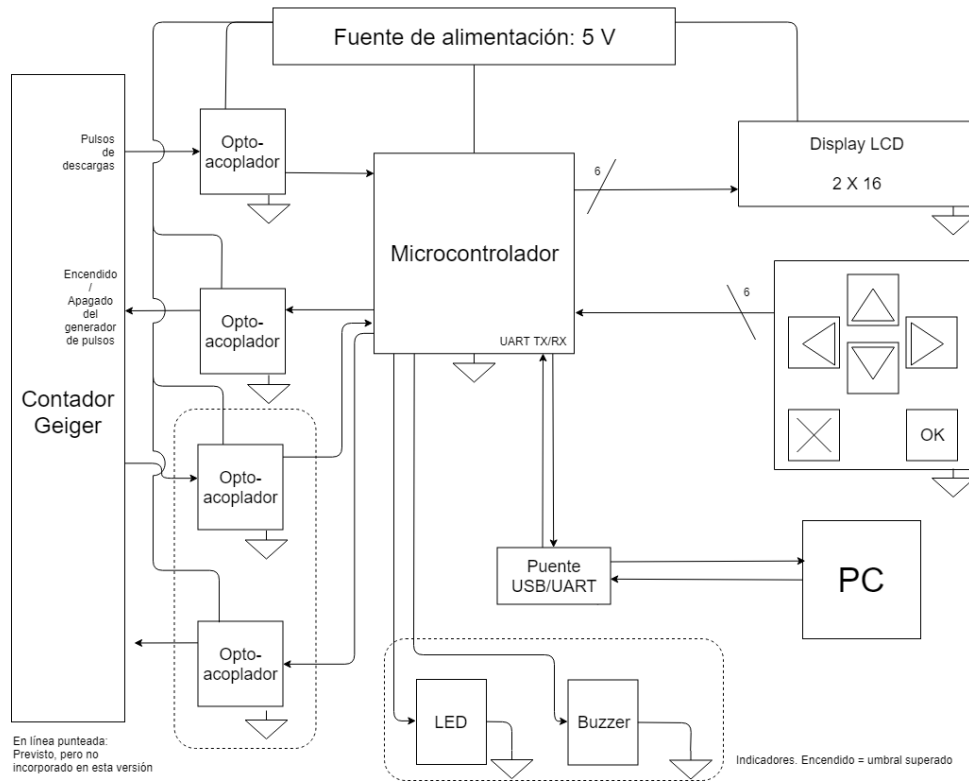 Fuente de alimentación: 5 V
Pulsos
de
descargas
Opto-
acoplador
Display LCD
2 X 16
6
Microcontrolador
Encendido
/
Apagado
del
generador
de pulsos
Opto-
acoplador
6
UART TX/RX
Contador
Geiger
OK
Opto-
acoplador
Puente
USB/UART
PC
Opto-
acoplador
LED
Buzzer
En línea punteada:
Previsto, pero no
incorporado en esta versión
Indicadores. Encendido = umbral superado